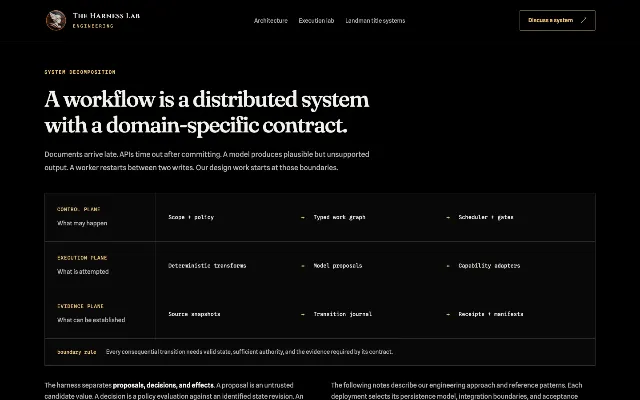 The Harness Lab
ENGINEERING
Architecture
Execution lab
Landman title systems
Discuss a system
SYSTEM DECOMPOSITION
A workflow is a distributed system
with a domain-specific contract.
Documents arrive late. APIs time out after committing. A model produces plausible but unsupported
output. A worker restarts between two writes. Our design work starts at those boundaries.
CONTROL PLANE
What may happen
Scope + policy → Typed work graph → Scheduler + gates
EXECUTION PLANE
What is attempted
Deterministic transforms → Model proposals → Capability adapters
EVIDENCE PLANE
What can be established
Source snapshots → Transition journal → Receipts + manifests
boundary rule Every consequential transition needs valid state, sufficient authority, and the evidence required by its contract.
The harness separates proposals, decisions, and effects. A proposal is an untrusted
candidate value. A decision is a policy evaluation against an identified state revision. An
The following notes describe our engineering approach and reference patterns. Each
deployment selects its persistence model, integration boundaries, and acceptance